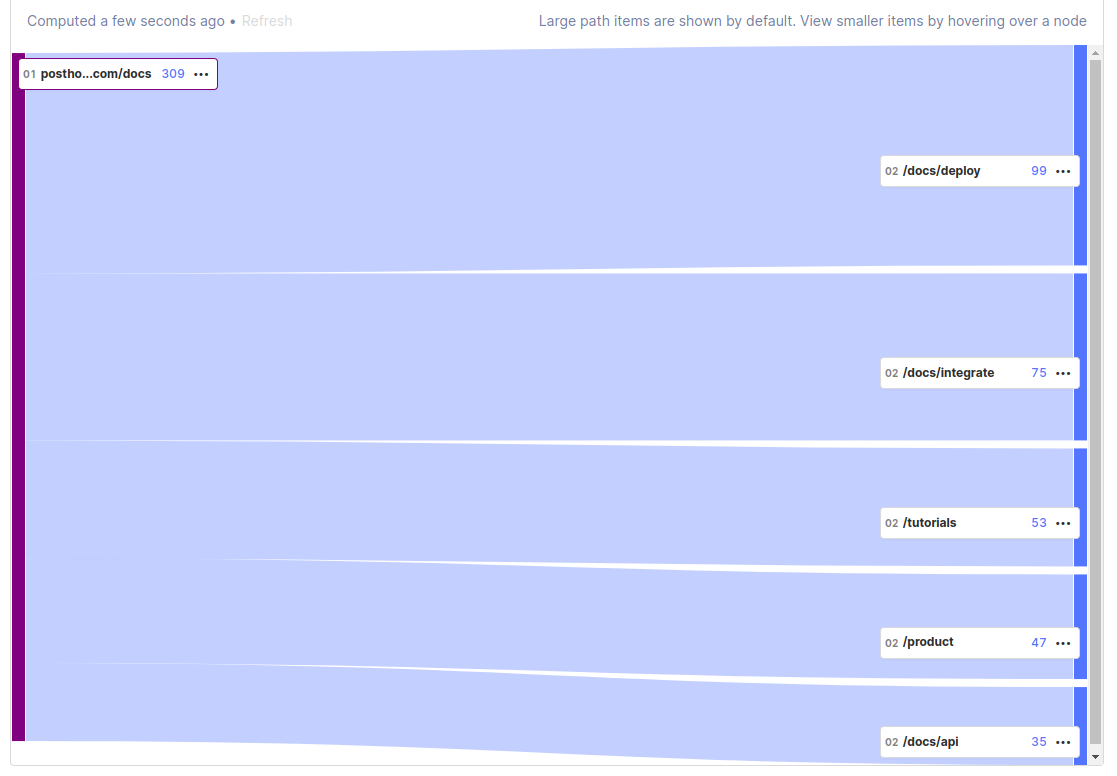 Computed a few seconds ago • Refresh
Large path items are shown by default. View smaller items by hovering over a node
01 postho...com/docs 309 •••
02 /docs/deploy 99 •••
02 /docs/integrate 75 •••
02 /tutorials 53 •••
02 /product 47 •••
02 /docs/api 35 •••